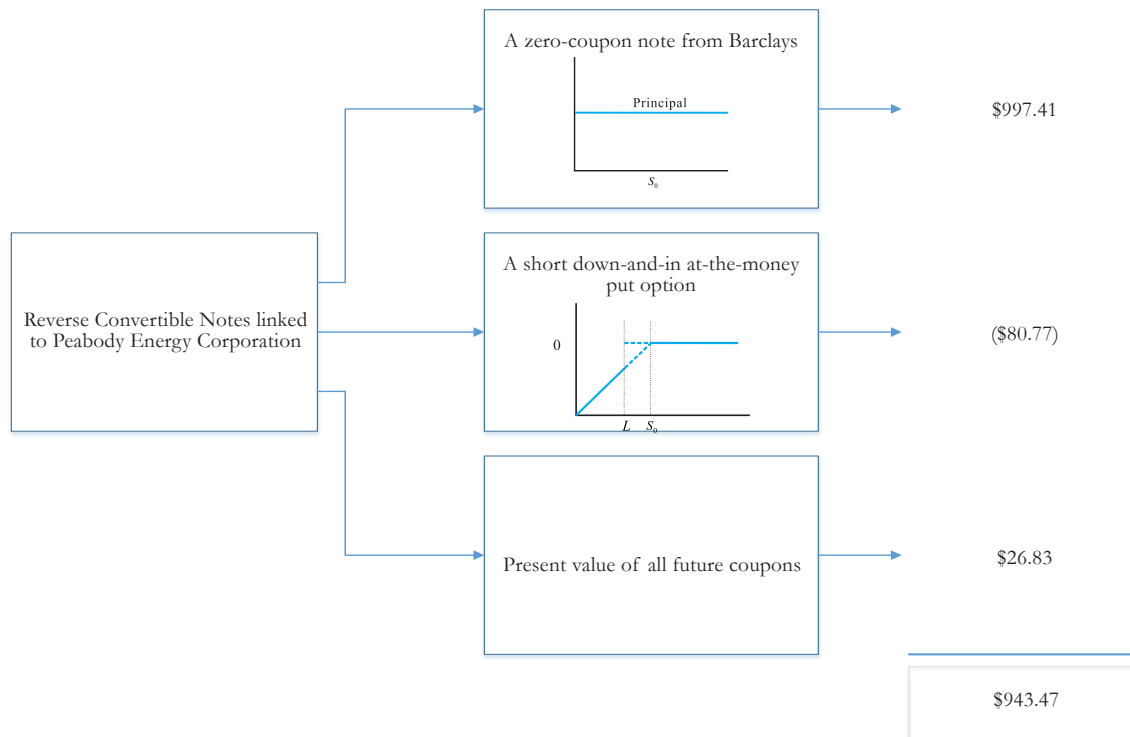 Reverse Convertible Notes linked
to Peabody Energy Corporation
A zero-coupon note from Barclays
Principal
S₀
$997.41
A short down-and-in at-the-money
put option
0
L S₀
($80.77)
Present value of all future coupons
$26.83
$943.47